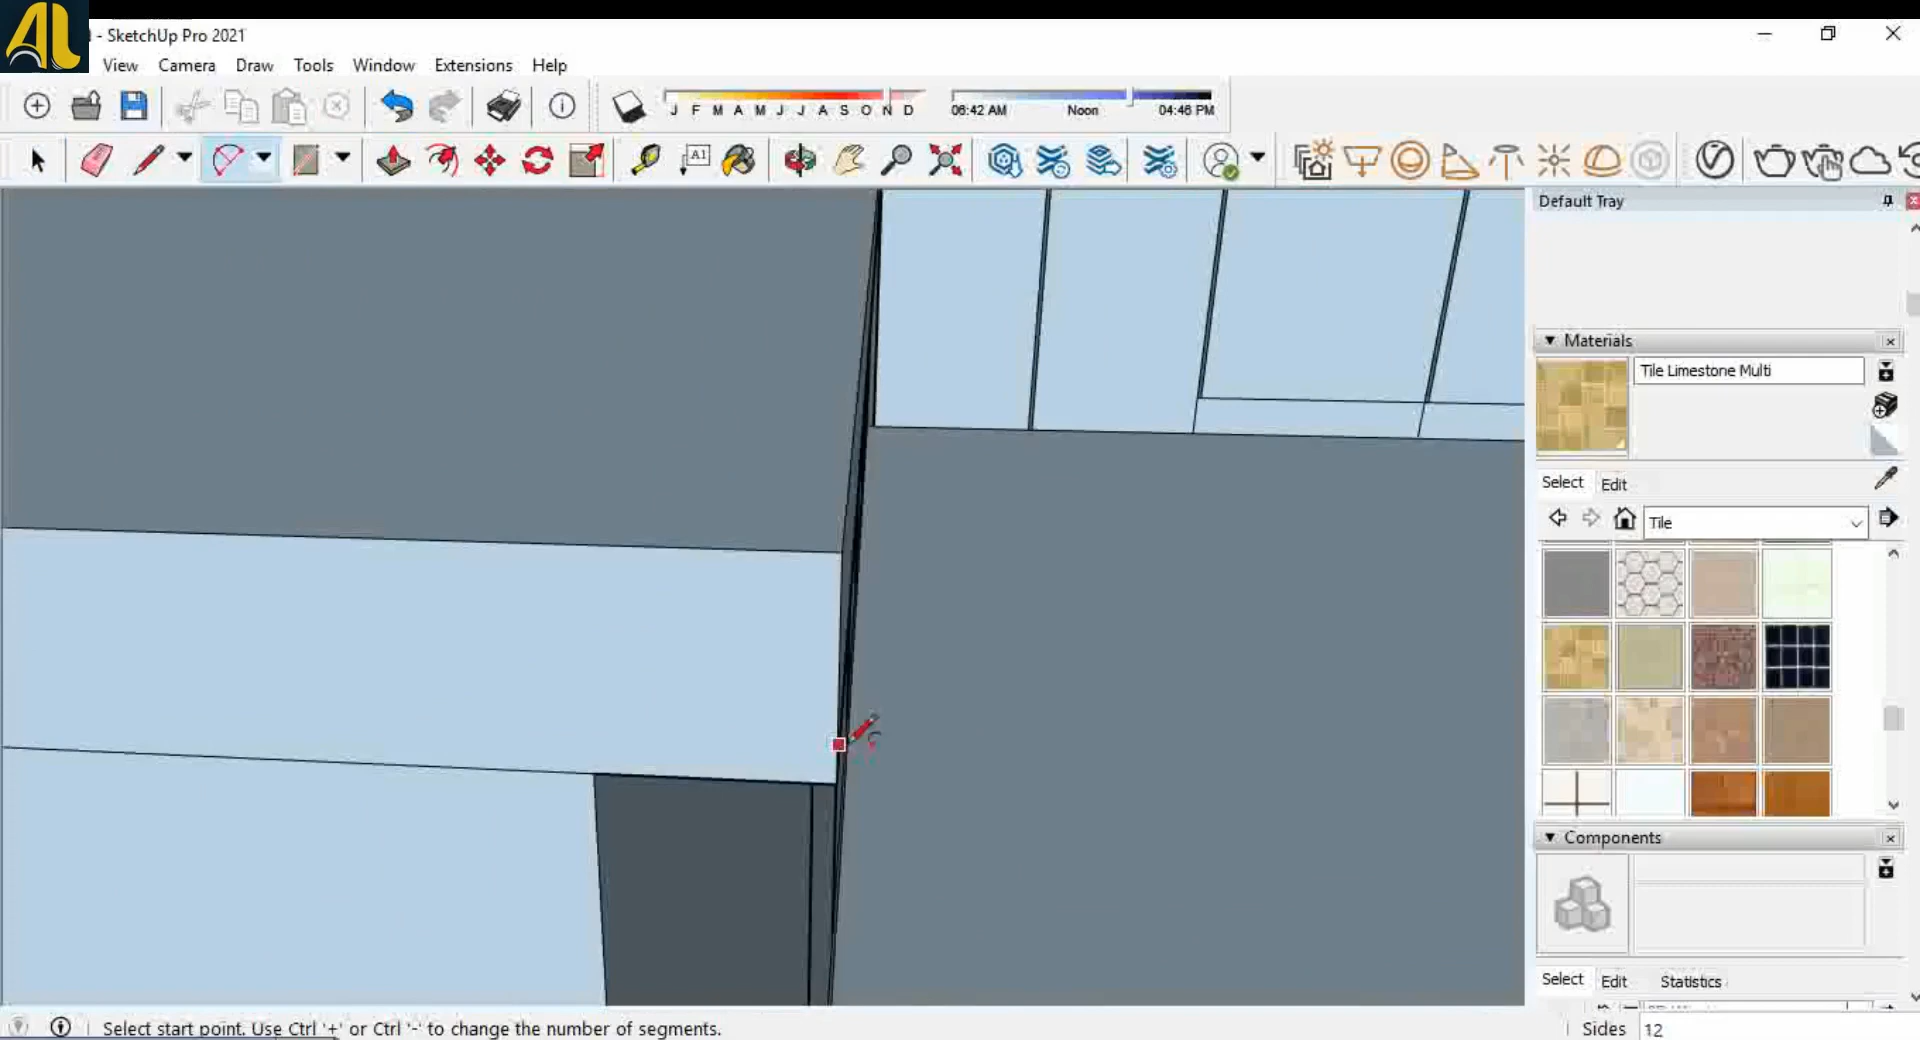 - SketchUp Pro 2021
View Camera Draw Tools Window Extensions Help
J F M A M J J A S O N D
06:42 AM Noon 04:46 PM
A1
Default Tray
Materials
Tile Limestone Multi
Select Edit
Tile
Components
Select Edit Statistics
Select start point. Use Ctrl '+' or Ctrl '-' to change the number of segments.
Sides 12